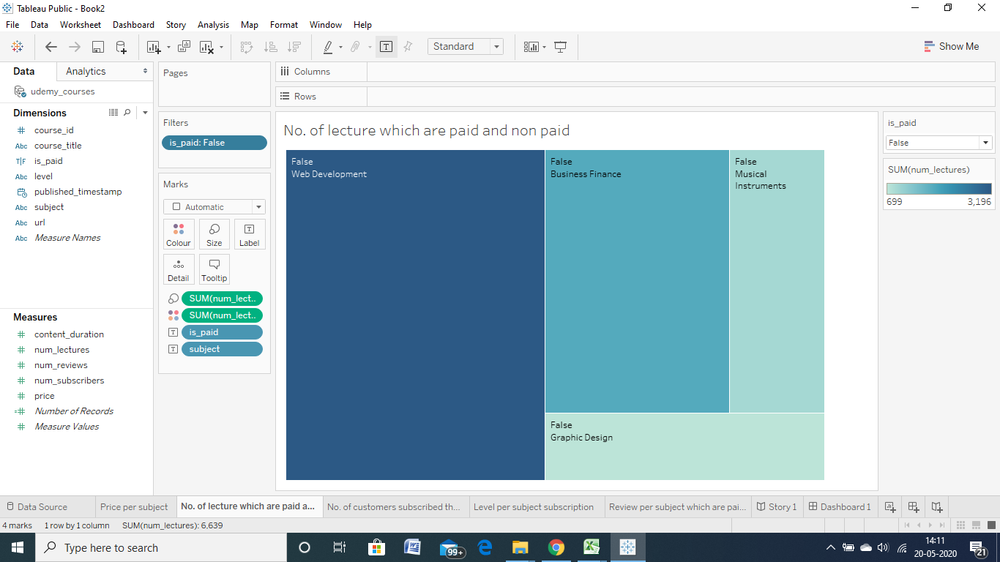 Tableau Public - Book2
File Data Worksheet Dashboard Story Analysis Map Format Window Help
Standard
Show Me
Data Analytics
udemy_courses
Dimensions
course_id
Abc course_title
T|F is_paid
Abc level
published_timestamp
Abc subject
Abc url
Abc Measure Names
Measures
content_duration
num_lectures
num_reviews
num_subscribers
price
Number of Records
Measure Values
Pages
Filters
is_paid: False
Marks
Automatic
Colour Size Label
Detail Tooltip
SUM(num_lect..
SUM(num_lect..
is_paid
subject
Columns
Rows
No. of lecture which are paid and non paid
False
Web Development
False
Business Finance
False
Musical
Instruments
False
Graphic Design
is_paid
False
SUM(num_lectures)
699 3,196
Data Source Price per subject No. of lecture which are paid a... No. of customers subscribed th... Level per subject subscription Review per subject which are pai... Story 1 Dashboard 1
4 marks 1 row by 1 column SUM(num_lectures): 6,639
Type here to search
99+
14:11
20-05-2020
21